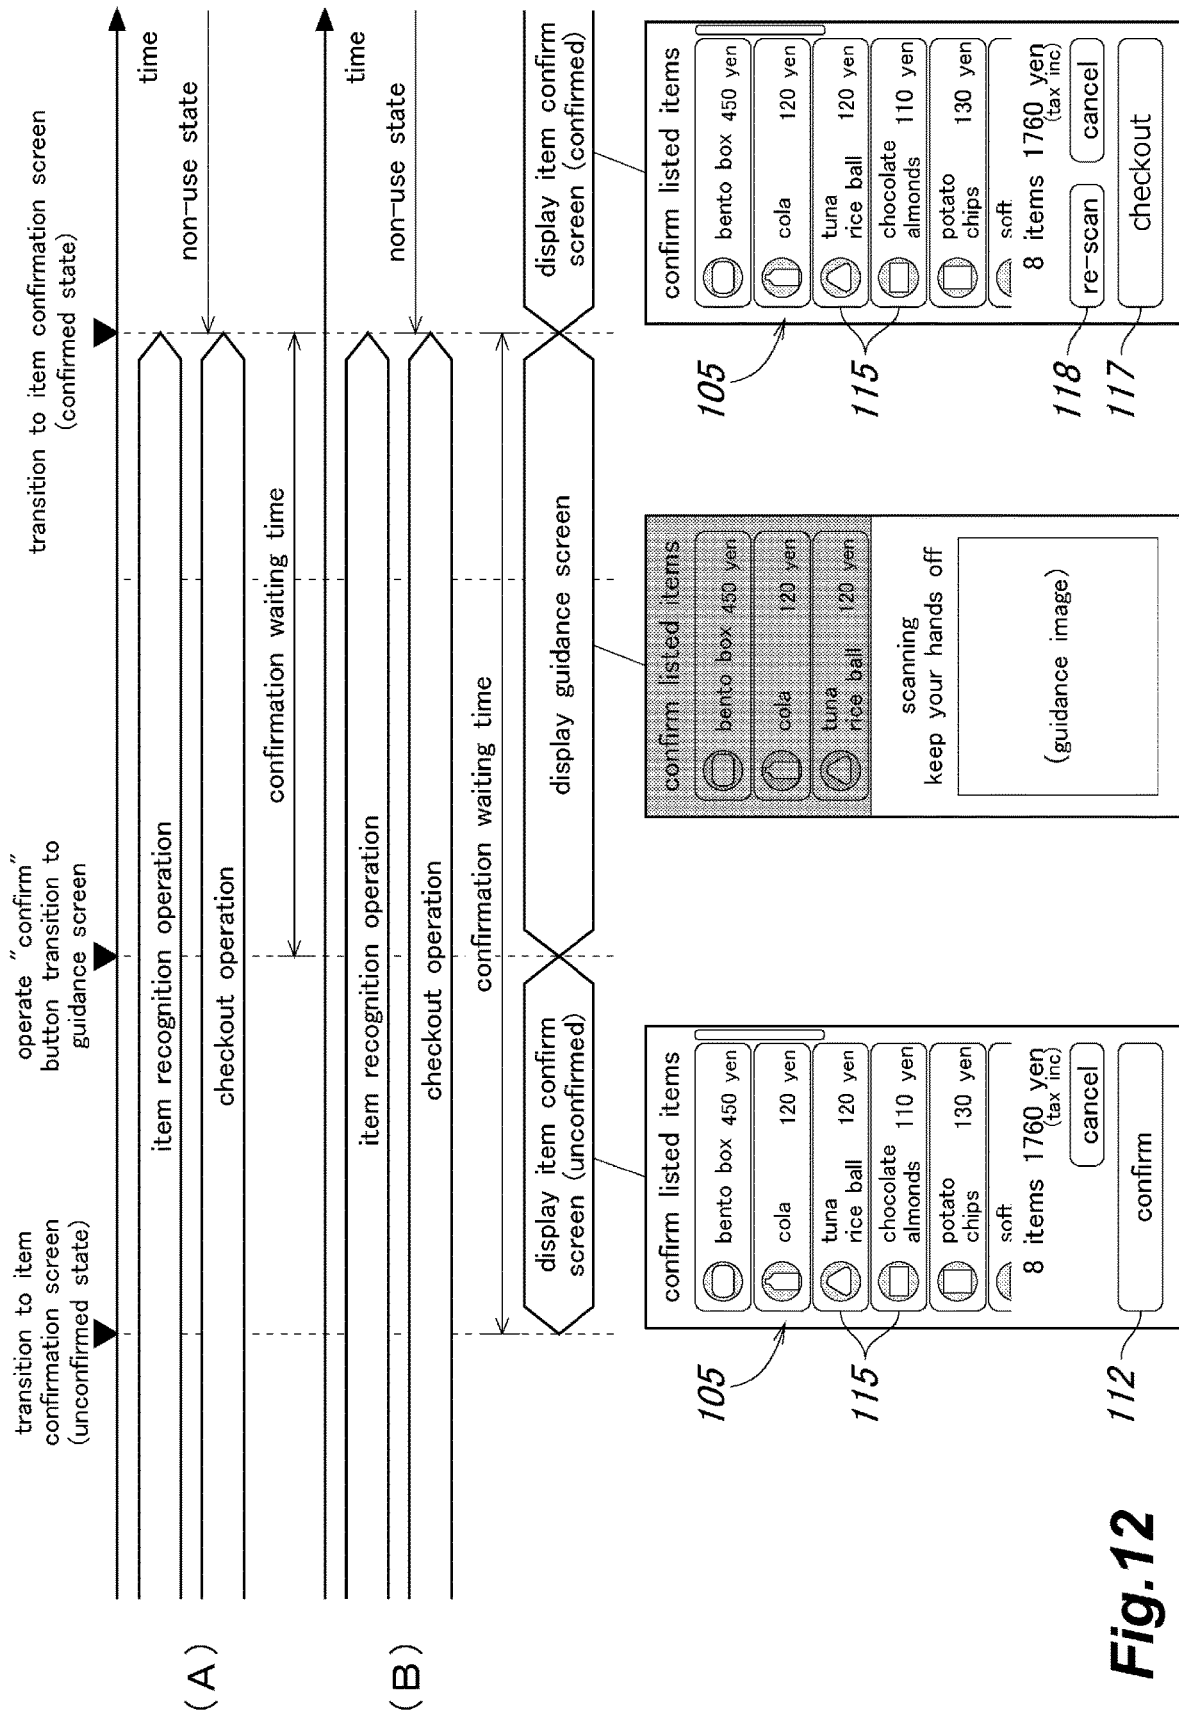 transition to item
confirmation screen
(unconfirmed state)
operate "confirm"
button transition to
guidance screen
transition to item confirmation screen
(confirmed state)
(A)
time
item recognition operation
checkout operation
non-use state
confirmation waiting time
(B)
time
item recognition operation
checkout operation
non-use state
confirmation waiting time
display item confirm
screen (unconfirmed)
display guidance screen
display item confirm
screen (confirmed)
105
115
112
confirm listed items
bento box 450 yen
cola 120 yen
tuna
rice ball 120 yen
chocolate
almonds 110 yen
potato
chips 130 yen
soft
8 items 1760 yen
(tax inc)
cancel
confirm
confirm listed items
bento box 450 yen
cola 120 yen
tuna
rice ball 120 yen
scanning
keep your hands off
(guidance image)
105
115
118
117
confirm listed items
bento box 450 yen
cola 120 yen
tuna
rice ball 120 yen
chocolate
almonds 110 yen
potato
chips 130 yen
soft
8 items 1760 yen
(tax inc)
re-scan cancel
checkout
Fig.12